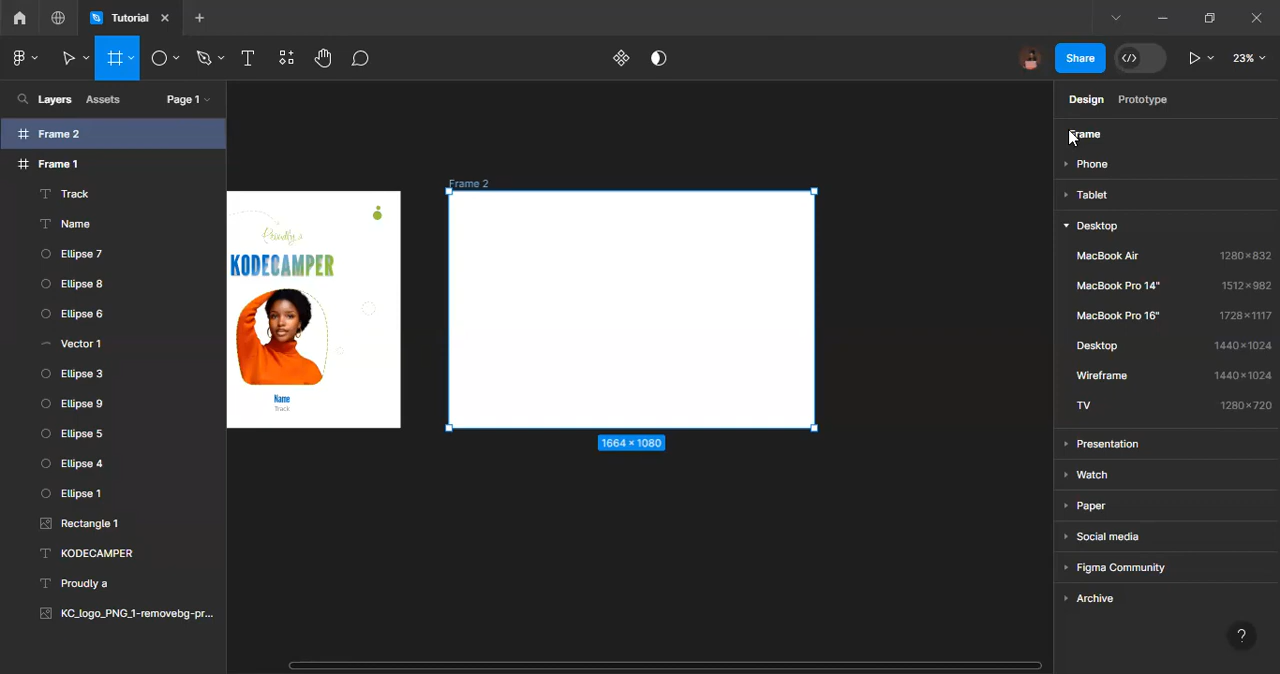 Tutorial
Share
23%
Layers Assets Page 1
Frame 2
Frame 1
Track
Name
Ellipse 7
Ellipse 8
Ellipse 6
Vector 1
Ellipse 3
Ellipse 9
Ellipse 5
Ellipse 4
Ellipse 1
Rectangle 1
KODECAMPER
Proudly a
KC_logo_PNG_1-removebg-pr...
Proudly a
KODECAMPER
Name
Track
Frame 2
1664 × 1080
Design Prototype
Frame
Phone
Tablet
Desktop
MacBook Air 1280×832
MacBook Pro 14" 1512×982
MacBook Pro 16" 1728×1117
Desktop 1440×1024
Wireframe 1440×1024
TV 1280×720
Presentation
Watch
Paper
Social media
Figma Community
Archive
?